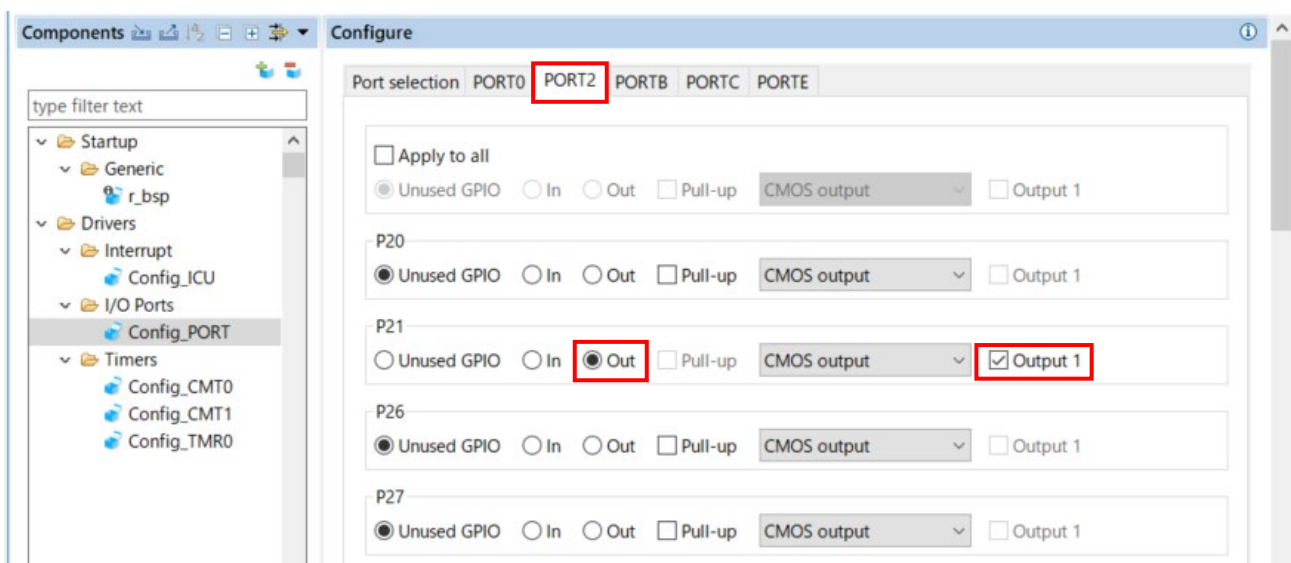 Components
Configure
type filter text
Startup
Generic
r_bsp
Drivers
Interrupt
Config_ICU
I/O Ports
Config_PORT
Timers
Config_CMT0
Config_CMT1
Config_TMR0
Port selection PORT0 PORT2 PORTB PORTC PORTE
Apply to all
Unused GPIO In Out Pull-up CMOS output Output 1
P20
Unused GPIO In Out Pull-up CMOS output Output 1
P21
Unused GPIO In Out Pull-up CMOS output Output 1
P26
Unused GPIO In Out Pull-up CMOS output Output 1
P27
Unused GPIO In Out Pull-up CMOS output Output 1